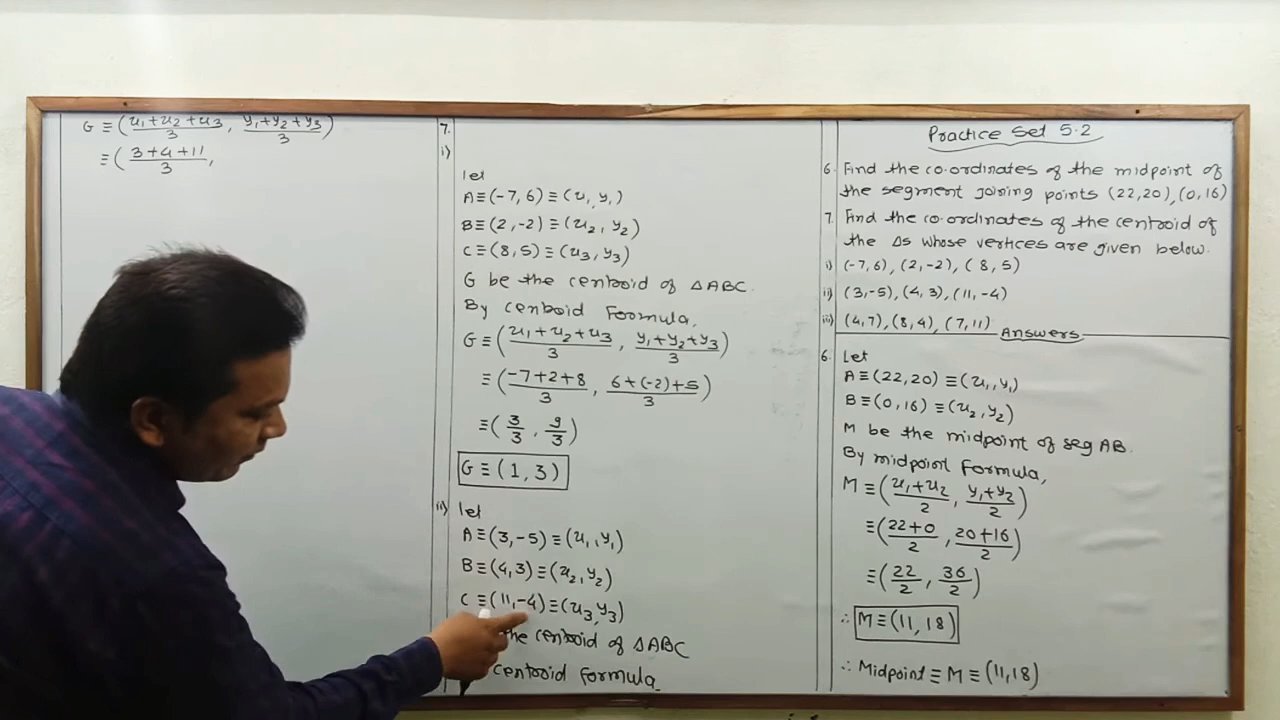 Practice Set 5.2
6. Find the co.ordinates of the midpoint of
the segment joining points (22,20),(0,16)
7. Find the co.ordinates of the centroid of
the Δs whose vertices are given below.
i) (-7,6), (2,-2), (8,5)
ii) (3,-5), (4,3), (11,-4)
iii) (4,7), (8,4), (7,11)
Answers
6. Let
A≡(22,20)≡(x₁,y₁)
B≡(0,16)≡(x₂,y₂)
M be the midpoint of seg AB.
By midpoint Formula,
M≡((x₁+x₂)/2, (y₁+y₂)/2)
≡((22+0)/2, (20+16)/2)
≡(22/2, 36/2)
∴ M≡(11,18)
∴ Midpoint≡M≡(11,18)
7.
i)
let
A≡(-7,6)≡(x₁,y₁)
B≡(2,-2)≡(x₂,y₂)
C≡(8,5)≡(x₃,y₃)
G be the centroid of ΔABC.
By centroid Formula,
G≡((x₁+x₂+x₃)/3, (y₁+y₂+y₃)/3)
≡((-7+2+8)/3, (6+(-2)+5)/3)
≡(3/3, 9/3)
G≡(1,3)
ii) let
A≡(3,-5)≡(x₁,y₁)
B≡(4,3)≡(x₂,y₂)
C≡(11,-4)≡(x₃,y₃)
the centroid of ΔABC
centroid formula
G≡((x₁+x₂+x₃)/3, (y₁+y₂+y₃)/3)
≡((3+4+11)/3,